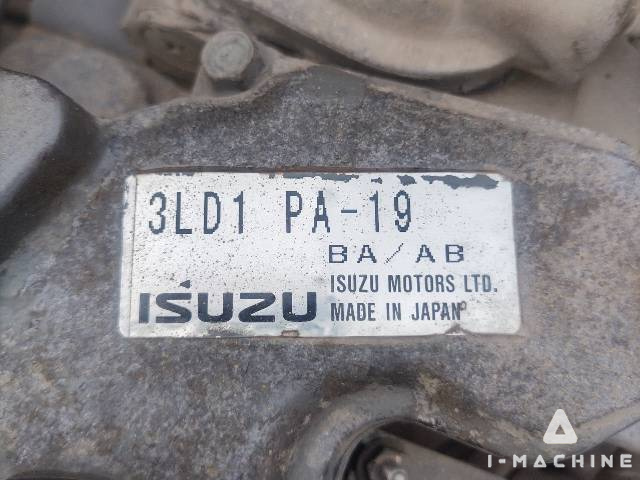 3LD1 PA-19
BA/AB
ISUZU MOTORS LTD.
ISUZU MADE IN JAPAN
I-MACHINE